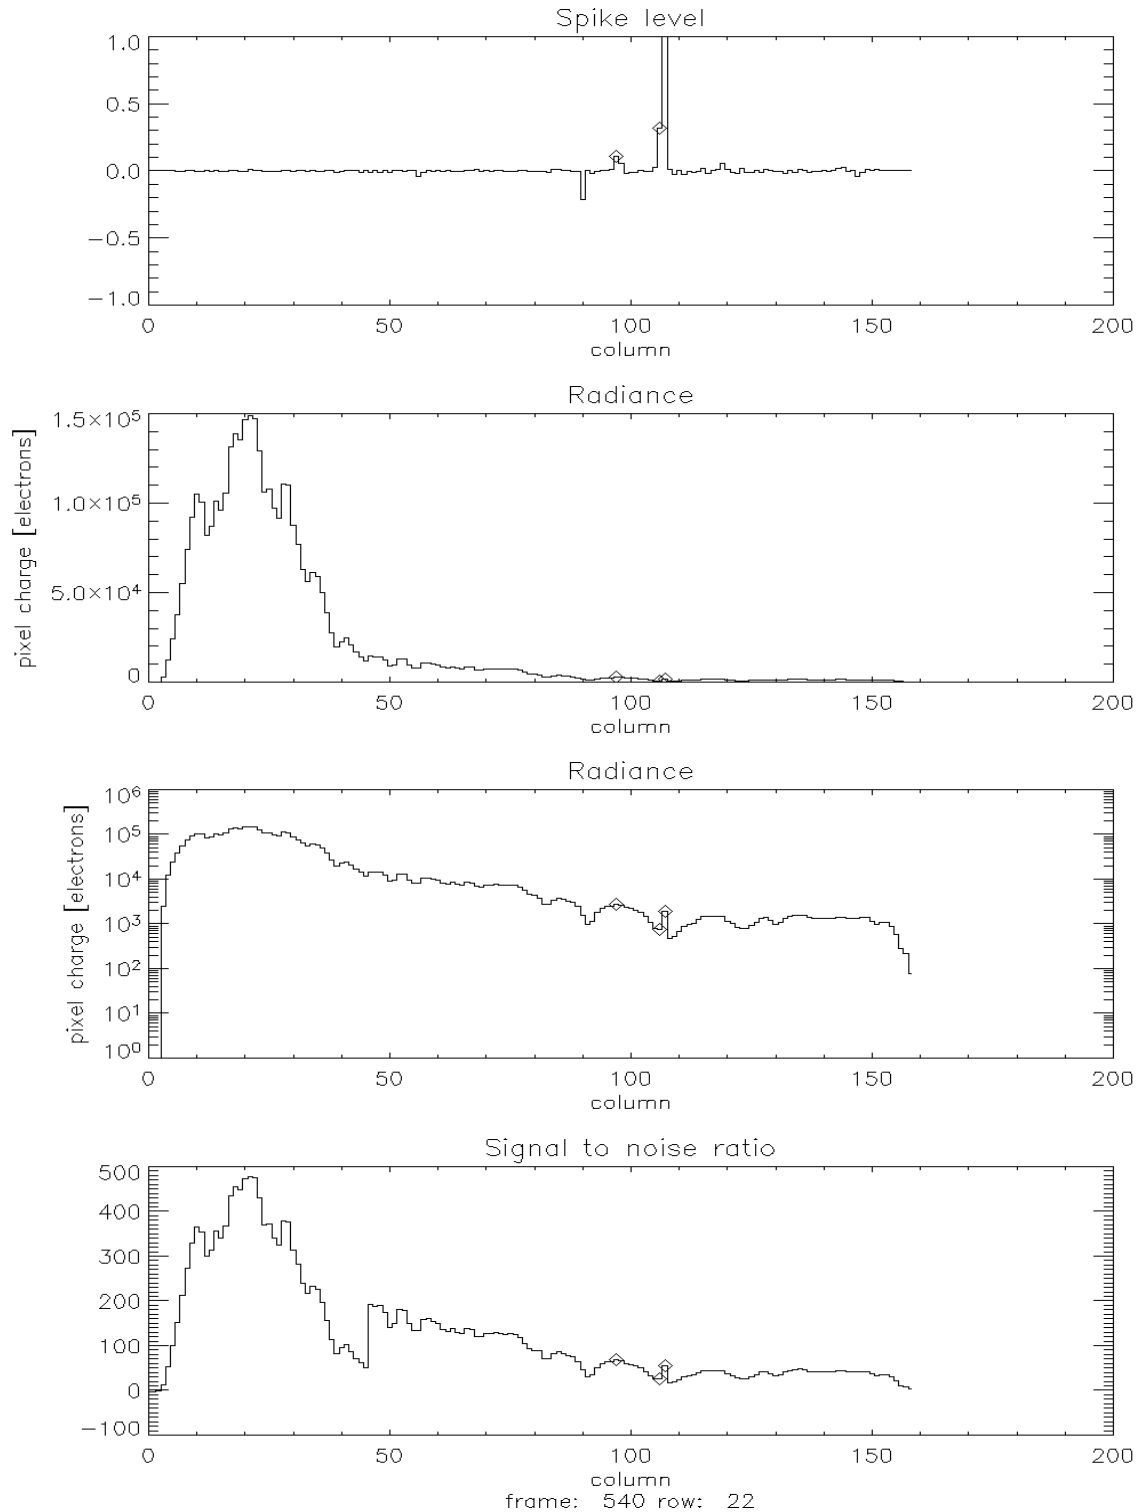 Spike level
1.0
0.5
0.0
−0.5
−1.0
0 50 100 150 200
column
Radiance
pixel charge [electrons]
1.5×10⁵
1.0×10⁵
5.0×10⁴
0
0 50 100 150 200
column
Radiance
pixel charge [electrons]
10⁶
10⁵
10⁴
10³
10²
10¹
10⁰
0 50 100 150 200
column
Signal to noise ratio
500
400
300
200
100
0
−100
0 50 100 150 200
column
frame: 540 row: 22